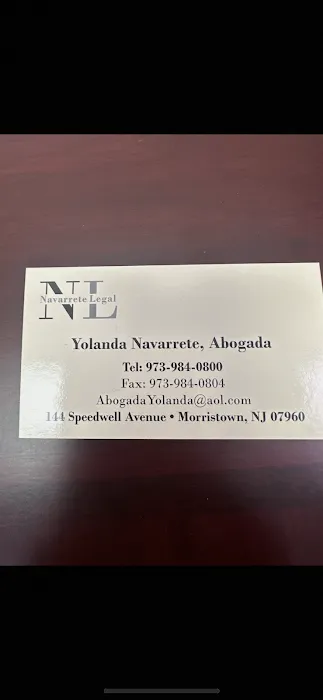 NL
Navarrete Legal
Yolanda Navarrete, Abogada
Tel: 973-984-0800
Fax: 973-984-0804
AbogadaYolanda@aol.com
144 Speedwell Avenue • Morristown, NJ 07960